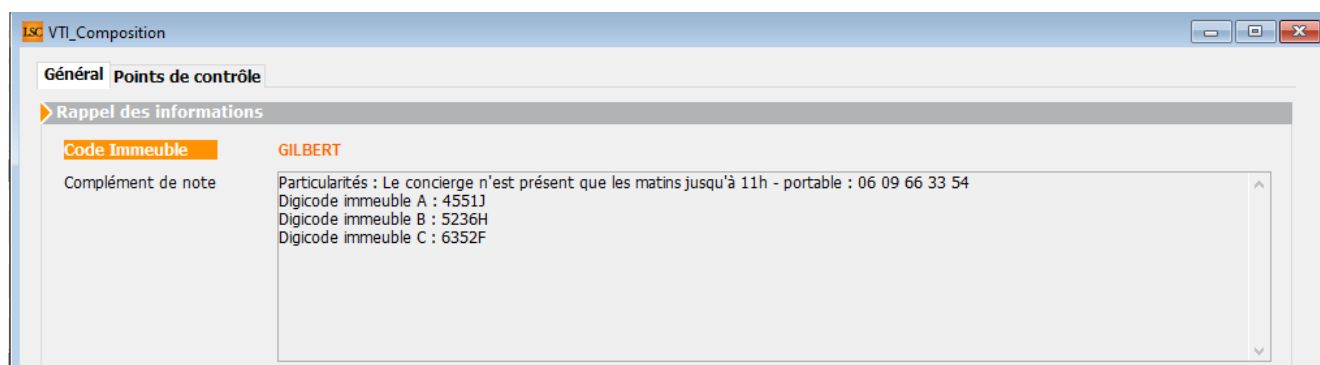 LSC VTI_Composition
Général Points de contrôle
Rappel des informations
Code Immeuble GILBERT
Complément de note Particularités : Le concierge n'est présent que les matins jusqu'à 11h - portable : 06 09 66 33 54
Digicode immeuble A : 4551J
Digicode immeuble B : 5236H
Digicode immeuble C : 6352F